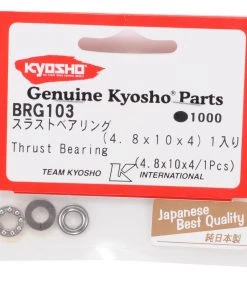 KYOSHO
Genuine Kyosho Parts
BRG103
1000
スラストベアリング
(4.8x10x4) 1入り
Thrust Bearing
(4.8x10x4/1Pcs)
TEAM KYOSHO K INTERNATIONAL
Japanese
Best Quality
純日本製